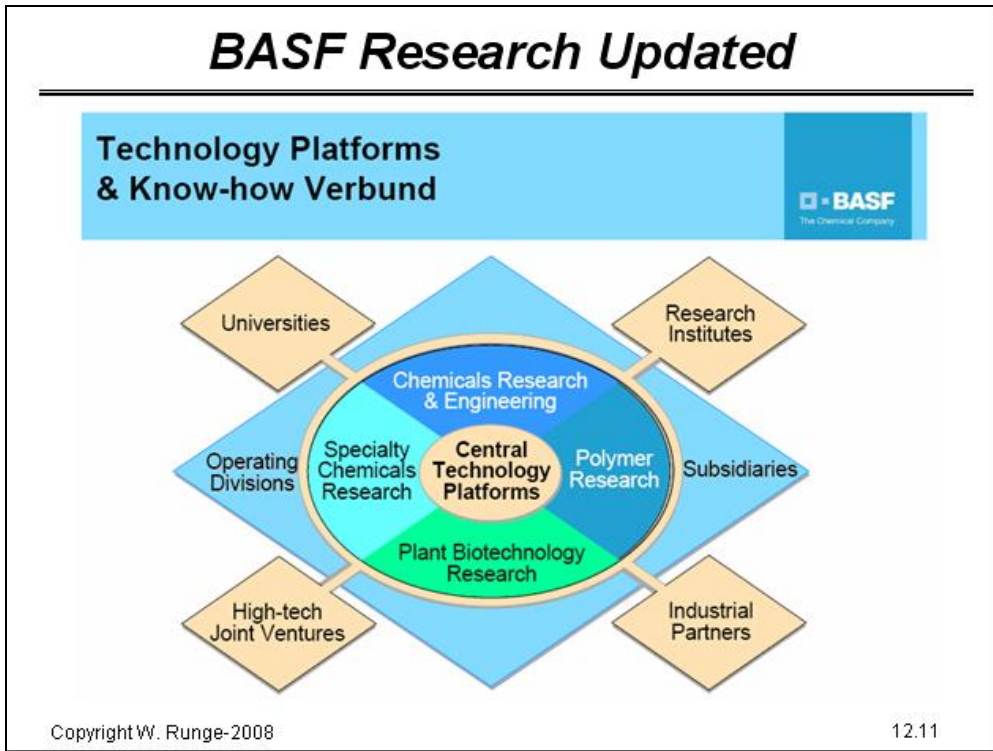 BASF Research Updated
Technology Platforms
& Know-how Verbund
BASF
The Chemical Company
Universities
Research
Institutes
Chemicals Research
& Engineering
Operating
Divisions
Specialty
Chemicals
Research
Central
Technology
Platforms
Polymer
Research
Subsidiaries
Plant Biotechnology
Research
High-tech
Joint Ventures
Industrial
Partners
Copyright W. Runge-2008
12.11